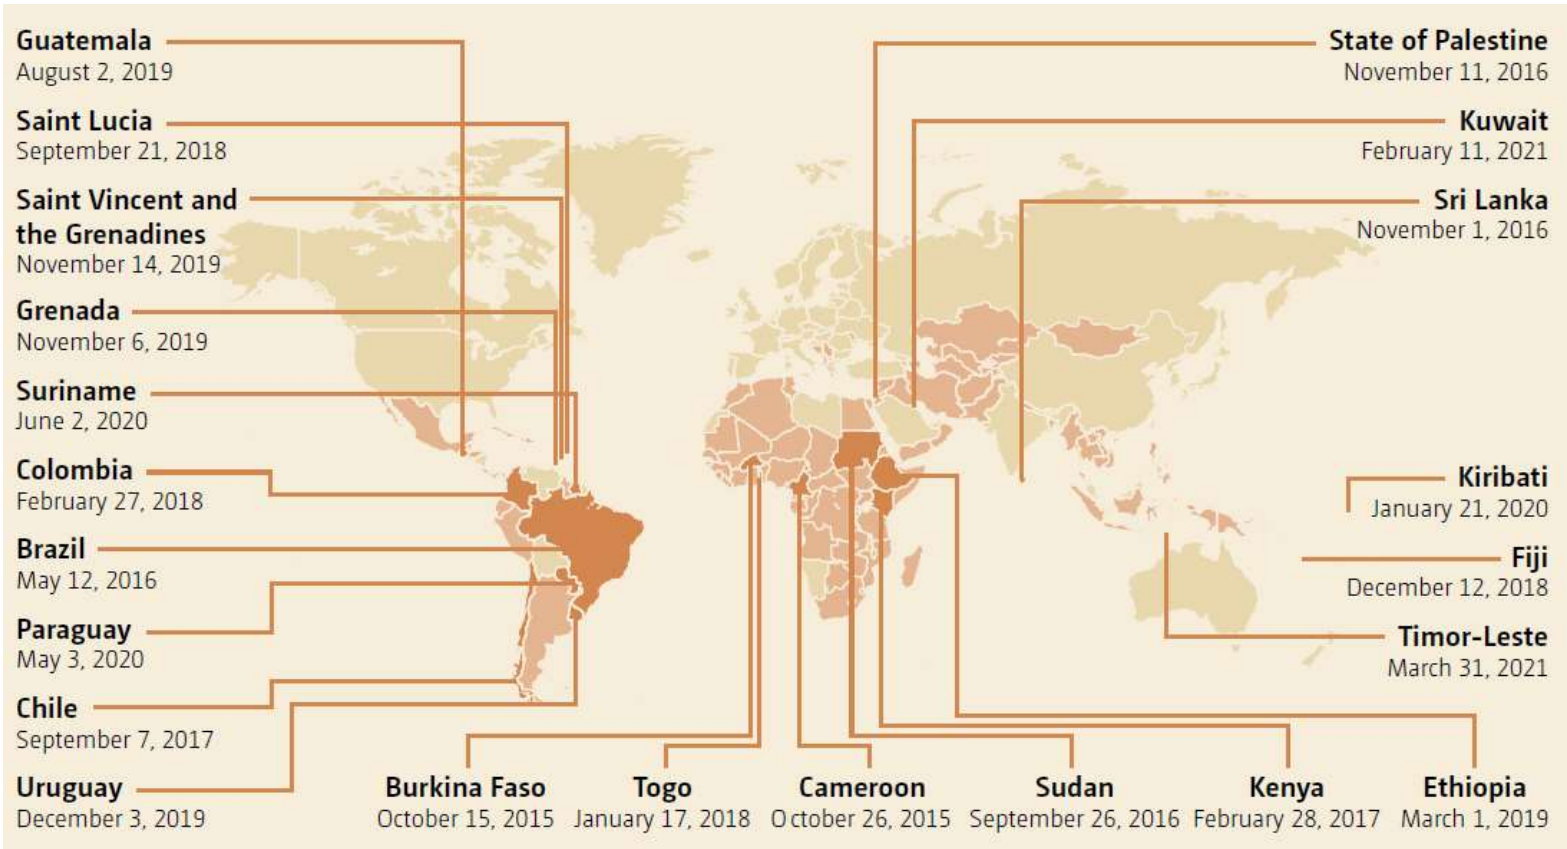 Guatemala
August 2, 2019
Saint Lucia
September 21, 2018
Saint Vincent and
the Grenadines
November 14, 2019
Grenada
November 6, 2019
Suriname
June 2, 2020
Colombia
February 27, 2018
Brazil
May 12, 2016
Paraguay
May 3, 2020
Chile
September 7, 2017
Uruguay
December 3, 2019
Burkina Faso
October 15, 2015
Togo
January 17, 2018
Cameroon
October 26, 2015
Sudan
September 26, 2016
Kenya
February 28, 2017
Ethiopia
March 1, 2019
State of Palestine
November 11, 2016
Kuwait
February 11, 2021
Sri Lanka
November 1, 2016
Kiribati
January 21, 2020
Fiji
December 12, 2018
Timor-Leste
March 31, 2021